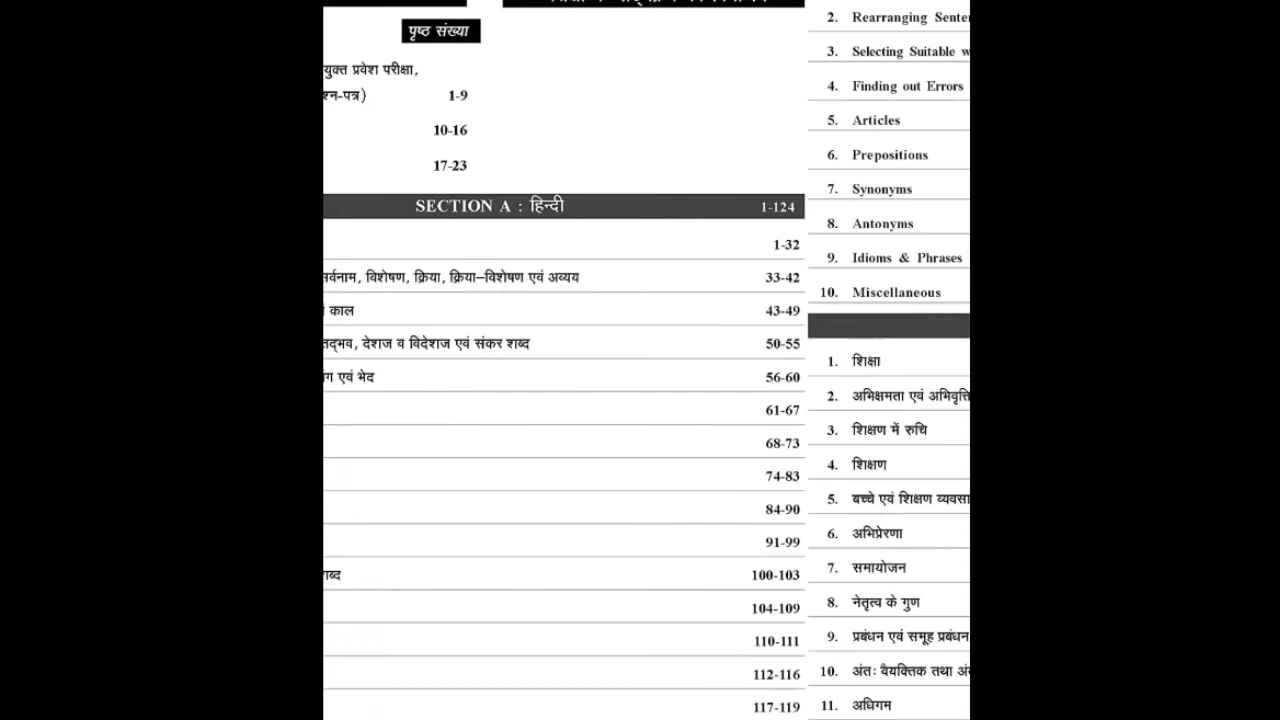 पृष्ठ संख्या
युक्त प्रवेश परीक्षा,
श्न-पत्र) 1-9
10-16
17-23
SECTION A : हिन्दी 1-124
1-32
सर्वनाम, विशेषण, क्रिया, क्रिया–विशेषण एवं अव्यय 33-42
काल 43-49
तद्भव, देशज व विदेशज एवं संकर शब्द 50-55
एवं भेद 56-60
61-67
68-73
74-83
84-90
91-99
शब्द 100-103
104-109
110-111
112-116
117-119
2. Rearranging Senter
3. Selecting Suitable w
4. Finding out Errors
5. Articles
6. Prepositions
7. Synonyms
8. Antonyms
9. Idioms & Phrases
10. Miscellaneous
1. शिक्षा
2. अभिक्षमता एवं अभिवृत्ति
3. शिक्षण में रुचि
4. शिक्षण
5. बच्चे एवं शिक्षण व्यवसा
6. अभिप्रेरणा
7. समायोजन
8. नेतृत्व के गुण
9. प्रबंधन एवं समूह प्रबंधन
10. अंतः वैयक्तिक तथा अं
11. अधिगम